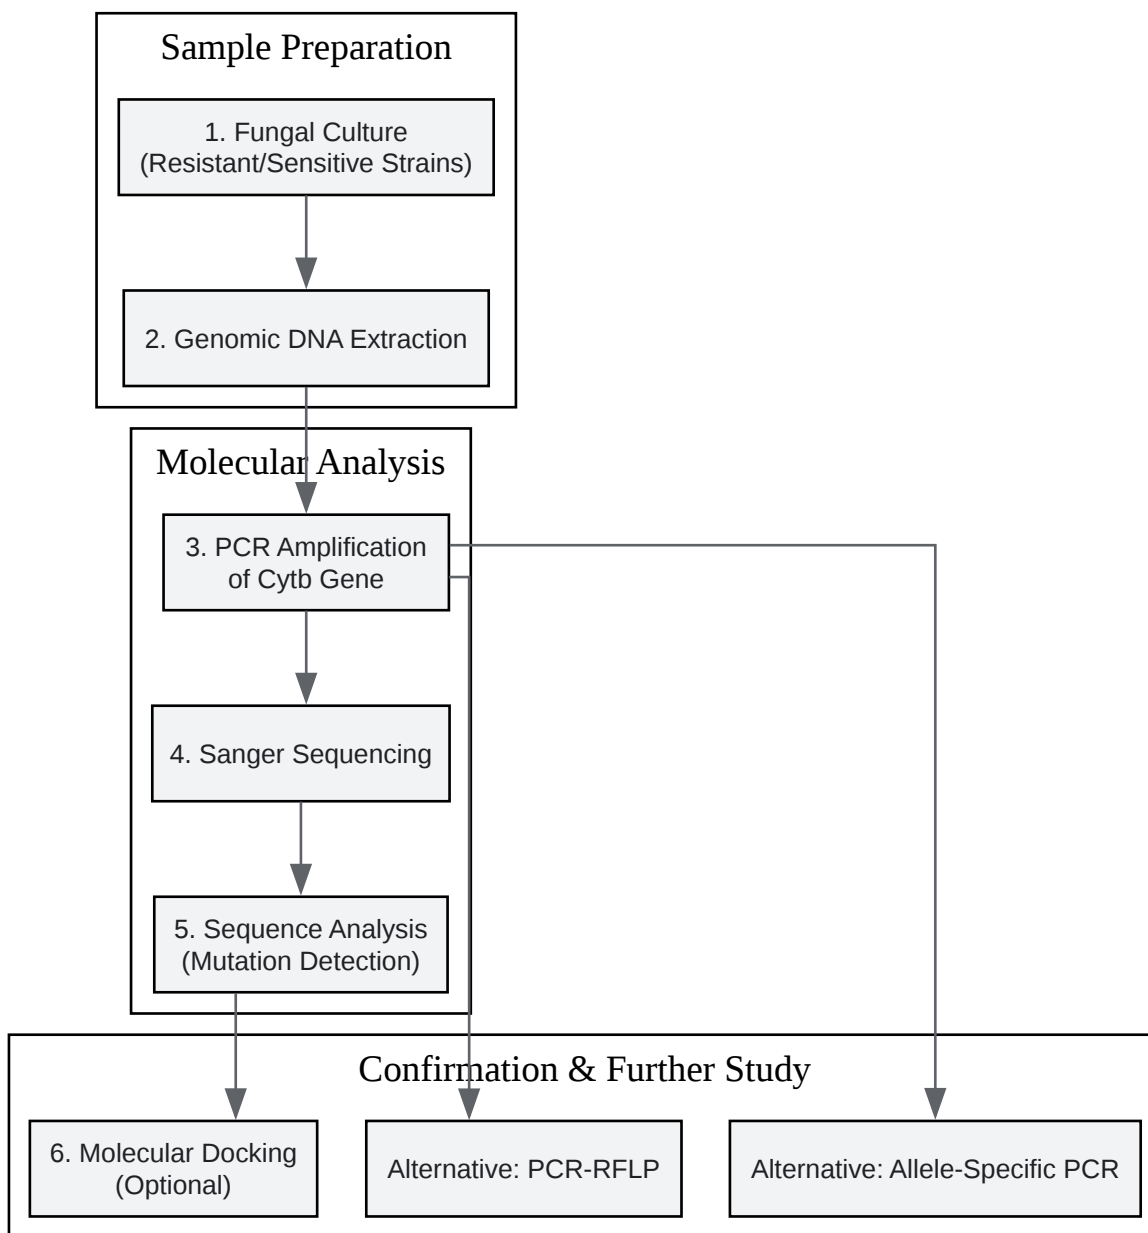 Sample Preparation
1. Fungal Culture
(Resistant/Sensitive Strains)
2. Genomic DNA Extraction
Molecular Analysis
3. PCR Amplification
of Cytb Gene
4. Sanger Sequencing
5. Sequence Analysis
(Mutation Detection)
Confirmation & Further Study
6. Molecular Docking
(Optional)
Alternative: PCR-RFLP
Alternative: Allele-Specific PCR